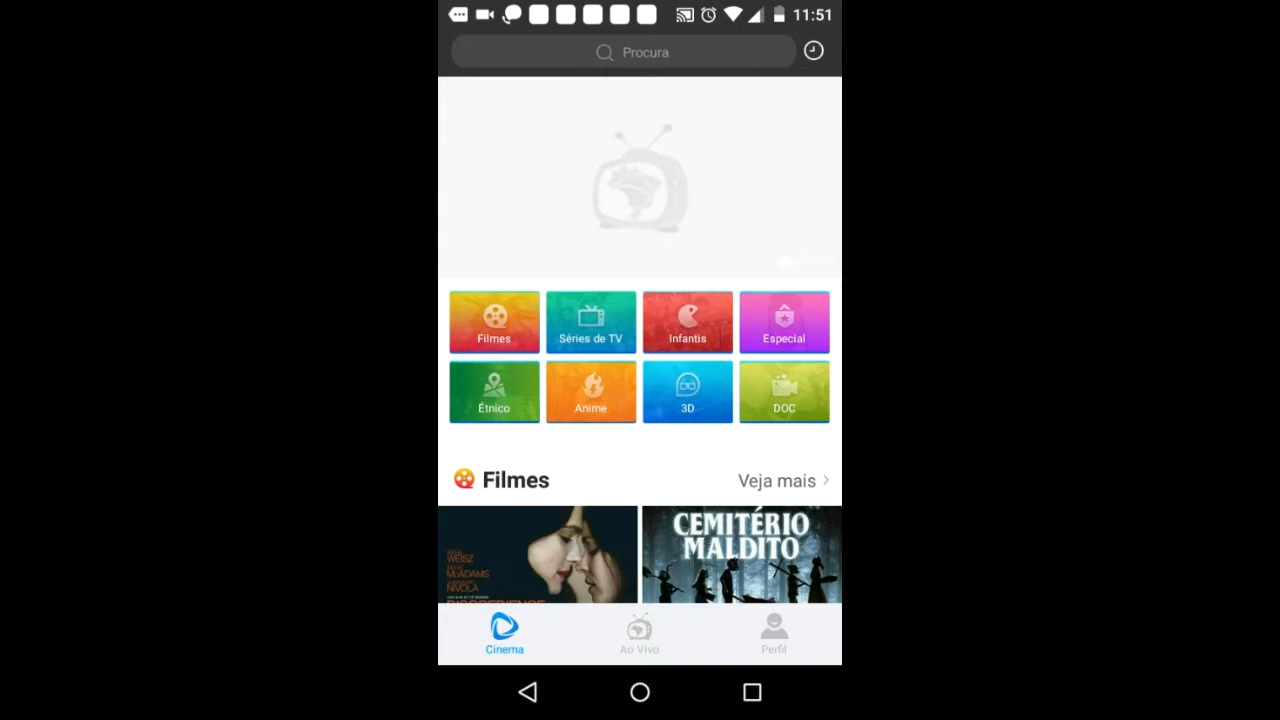 11:51
Procura
Filmes
Séries de TV
Infantis
Especial
Étnico
Anime
3D
DOC
Filmes
Veja mais
WEISZ
McADAMS
NIVOLA
DISOBEDIENCE
CEMITÉRIO
MALDITO
Cinema
Ao Vivo
Perfil